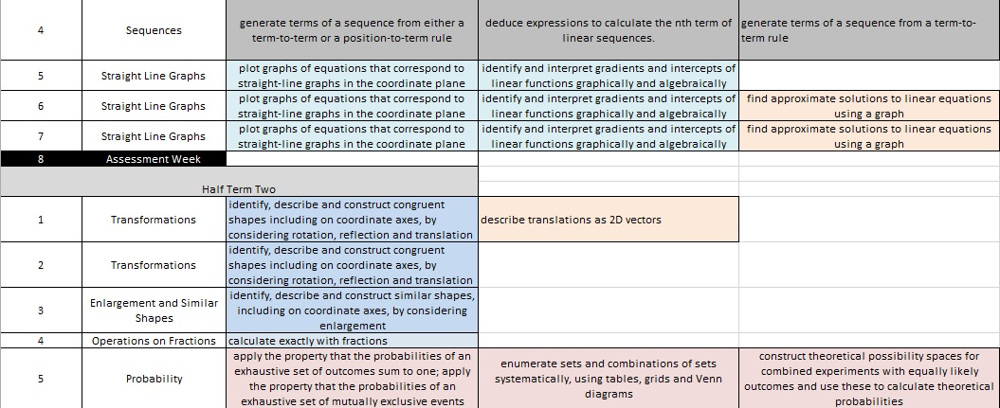 4
Sequences
generate terms of a sequence from either a
term-to-term or a position-to-term rule
deduce expressions to calculate the nth term of
linear sequences.
generate terms of a sequence from a term-to-
term rule
5
Straight Line Graphs
plot graphs of equations that correspond to
straight-line graphs in the coordinate plane
identify and interpret gradients and intercepts of
linear functions graphically and algebraically
6
Straight Line Graphs
plot graphs of equations that correspond to
straight-line graphs in the coordinate plane
identify and interpret gradients and intercepts of
linear functions graphically and algebraically
find approximate solutions to linear equations
using a graph
7
Straight Line Graphs
plot graphs of equations that correspond to
straight-line graphs in the coordinate plane
identify and interpret gradients and intercepts of
linear functions graphically and algebraically
find approximate solutions to linear equations
using a graph
8
Assessment Week
Half Term Two
1
Transformations
identify, describe and construct congruent
shapes including on coordinate axes, by
considering rotation, reflection and translation
describe translations as 2D vectors
2
Transformations
identify, describe and construct congruent
shapes including on coordinate axes, by
considering rotation, reflection and translation
3
Enlargement and Similar
Shapes
identify, describe and construct similar shapes,
including on coordinate axes, by considering
enlargement
4
Operations on Fractions
calculate exactly with fractions
5
Probability
apply the property that the probabilities of an
exhaustive set of outcomes sum to one; apply
the property that the probabilities of an
exhaustive set of mutually exclusive events
enumerate sets and combinations of sets
systematically, using tables, grids and Venn
diagrams
construct theoretical possibility spaces for
combined experiments with equally likely
outcomes and use these to calculate theoretical
probabilities